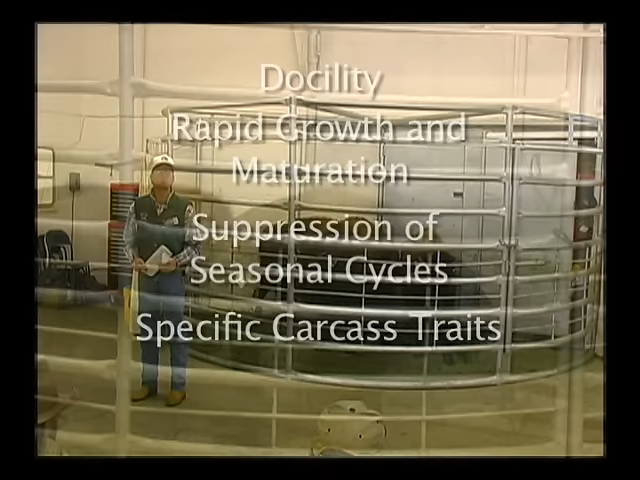 Docility
Rapid Growth and
Maturation
Suppression of
Seasonal Cycles
Specific Carcass Traits